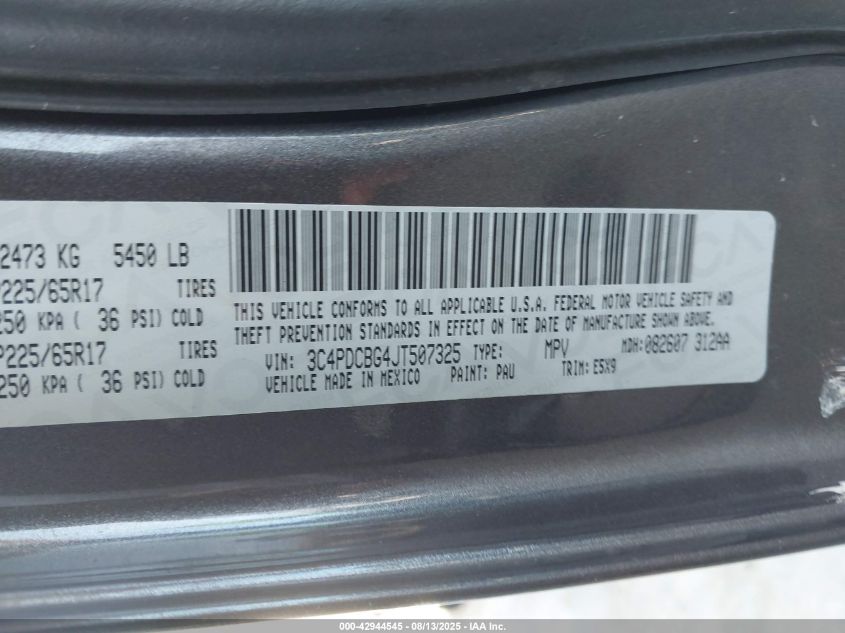 2473 KG 5450 LB
P225/65R17 TIRES
250 KPA ( 36 PSI) COLD
P225/65R17 TIRES
250 KPA ( 36 PSI) COLD
THIS VEHICLE CONFORMS TO ALL APPLICABLE U.S.A. FEDERAL MOTOR VEHICLE SAFETY AND
THEFT PREVENTION STANDARDS IN EFFECT ON THE DATE OF MANUFACTURE SHOWN ABOVE.
VIN: 3C4PDCBG4JT507325 TYPE: MPV MDH: 082607 312AA
VEHICLE MADE IN MEXICO PAINT: PAU TRIM: E5X9
000-42944545 - 08/13/2025 - IAA Inc.